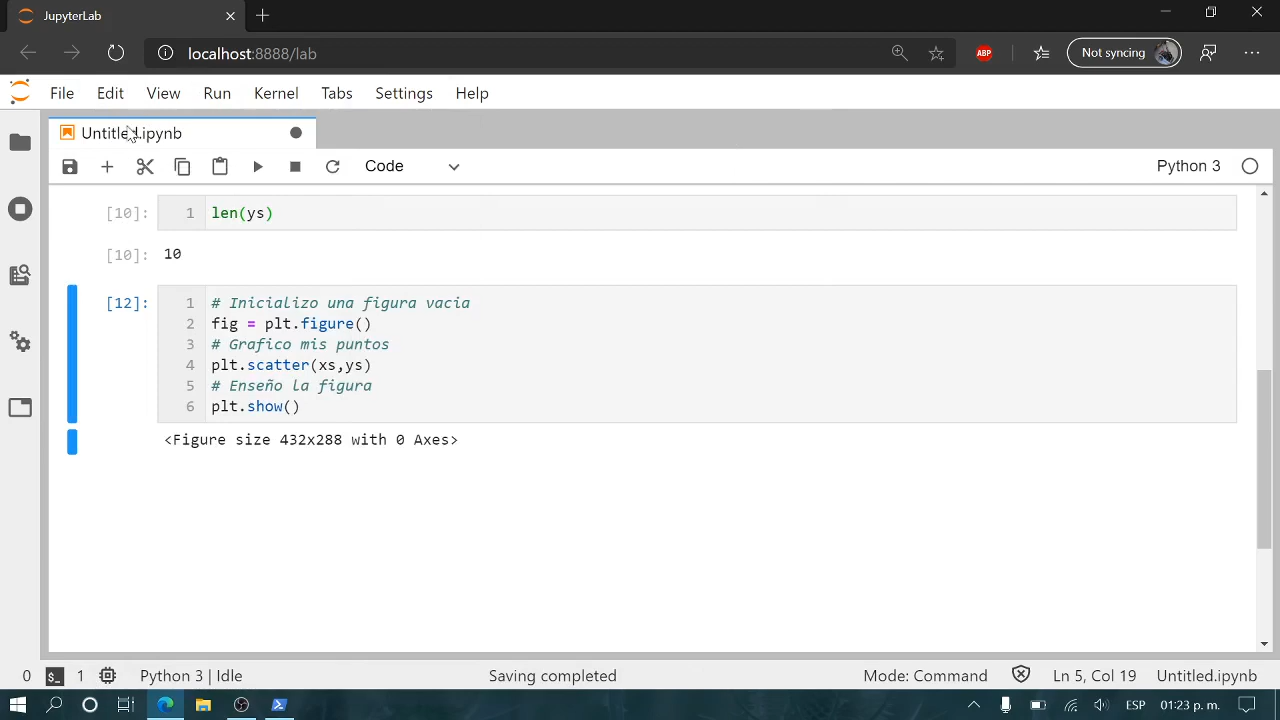 JupyterLab
localhost:8888/lab
ABP
Not syncing
File Edit View Run Kernel Tabs Settings Help
Untitled.ipynb
Code
Python 3
[10]: 1 len(ys)
[10]: 10
[12]: 1 # Inicializo una figura vacia
2 fig = plt.figure()
3 # Grafico mis puntos
4 plt.scatter(xs,ys)
5 # Enseño la figura
6 plt.show()
<Figure size 432x288 with 0 Axes>
0 $_ 1 Python 3 | Idle Saving completed Mode: Command Ln 5, Col 19 Untitled.ipynb
ESP 01:23 p. m.